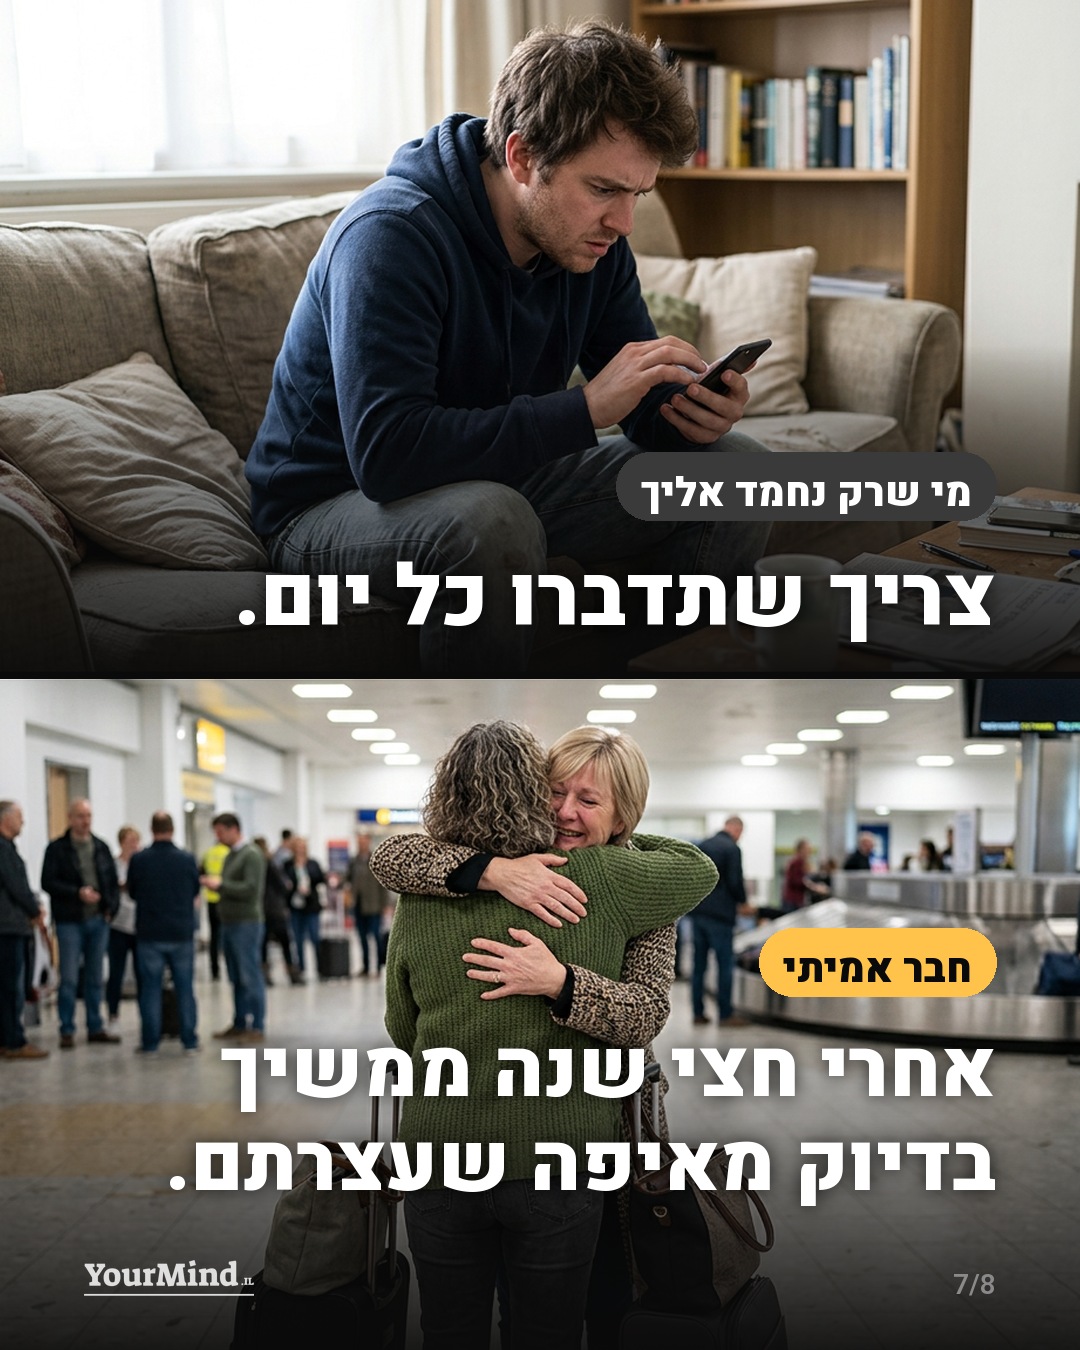 מי שרק נחמד אליך
צריך שתדברו כל יום.
חבר אמיתי
אחרי חצי שנה ממשיך
בדיוק מאיפה שעצרתם.
YourMind.IL
7/8